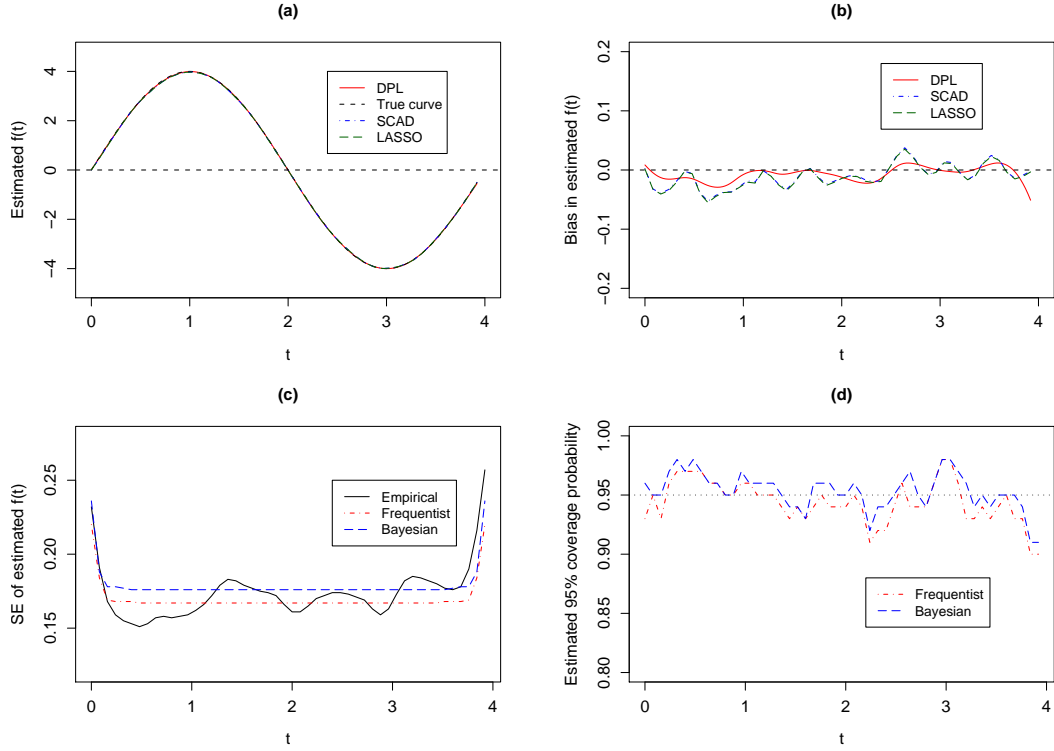 (a)
Estimated f(t)
4
2
0
−2
−4
DPL
True curve
SCAD
LASSO
0 1 2 3 4
t
(b)
Bias in estimated f(t)
0.2
0.1
0.0
−0.1
−0.2
DPL
SCAD
LASSO
0 1 2 3 4
t
(c)
SE of estimated f(t)
0.25
0.20
0.15
Empirical
Frequentist
Bayesian
0 1 2 3 4
t
(d)
Estimated 95% coverage probability
1.00
0.95
0.90
0.85
0.80
Frequentist
Bayesian
0 1 2 3 4
t